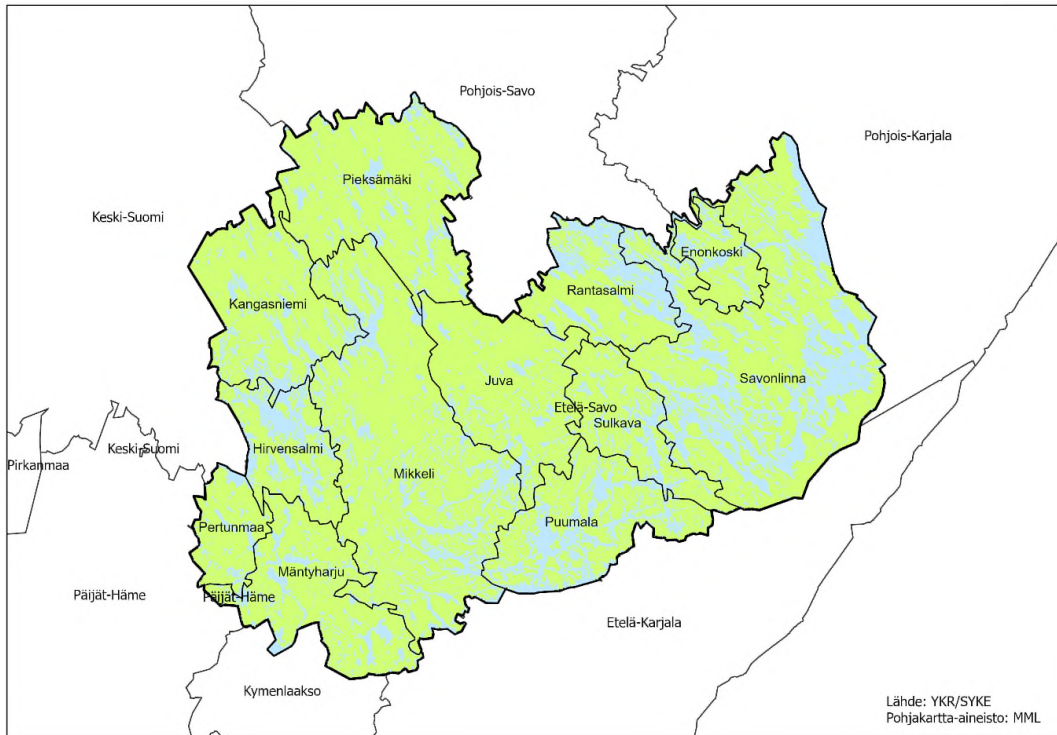 Pohjois-Savo
Pohjois-Karjala
Pieksämäki
Keski-Suomi
Enonkoski
Rantasalmi
Kangasniemi
Savonlinna
Juva
Etelä-Savo
Sulkava
Keski-Suomi
Hirvensalmi
Pirkanmaa
Mikkeli
Puumala
Pertunmaa
Mäntyharju
Päijät-Häme
Päijät-Häme
Etelä-Karjala
Kymenlaakso
Lähde: YKR/SYKE
Pohjakartta-aineisto: MML